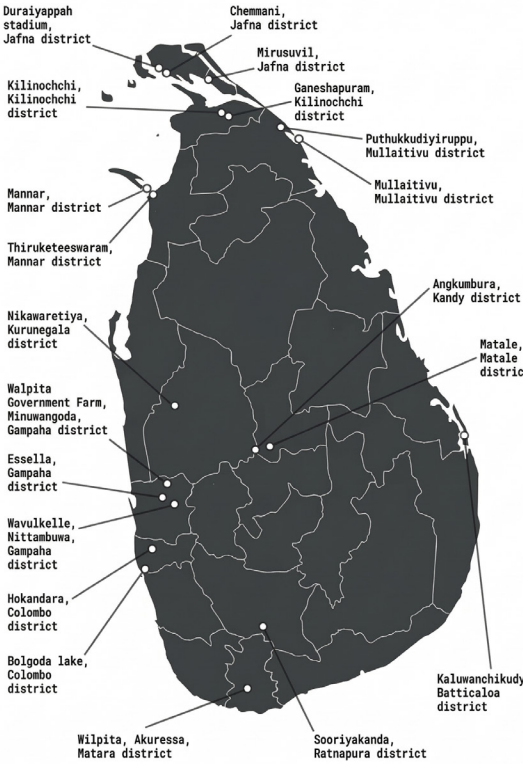 Duraiyappah
stadium,
Jafna district
Chemmani,
Jafna district
Mirusuvil,
Jafna district
Kilinochchi,
Kilinochchi
district
Ganeshapuram,
Kilinochchi
district
Puthukkudiyiruppu,
Mullaitivu district
Mullaitivu,
Mullaitivu district
Mannar,
Mannar district
Thiruketeeswaram,
Mannar district
Angkumbura,
Kandy district
Nikawaretiya,
Kurunegala
district
Matale,
Matale
distric
Walpita
Government Farm,
Minuwangoda,
Gampaha district
Essella,
Gampaha
district
Wavulkelle,
Nittambuwa,
Gampaha
district
Hokandara,
Colombo
district
Bolgoda lake,
Colombo
district
Kaluwanchikudy
Batticaloa
district
Wilpita, Akuressa,
Matara district
Sooriyakanda,
Ratnapura district